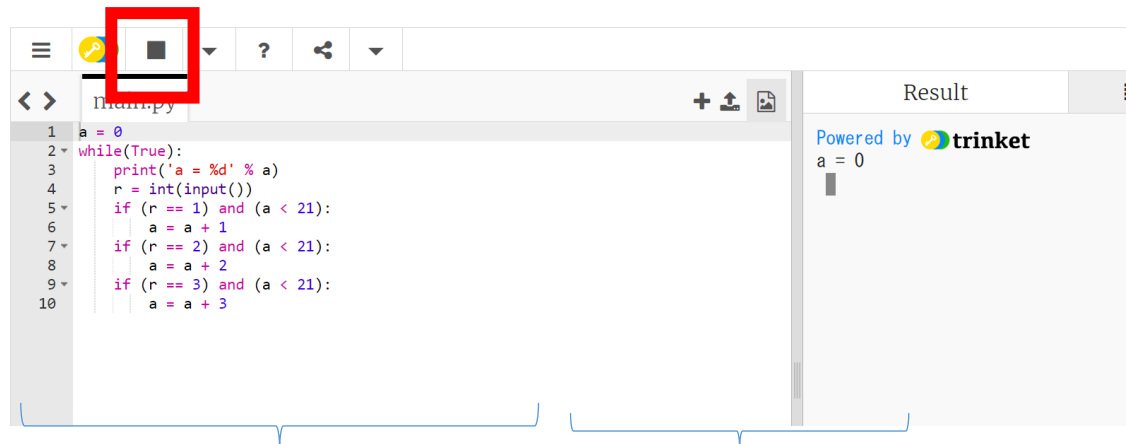 ?
main.py
Result
1 a = 0
2 while(True):
3 print('a = %d' % a)
4 r = int(input())
5 if (r == 1) and (a < 21):
6 a = a + 1
7 if (r == 2) and (a < 21):
8 a = a + 2
9 if (r == 3) and (a < 21):
10 a = a + 3
Powered by trinket
a = 0